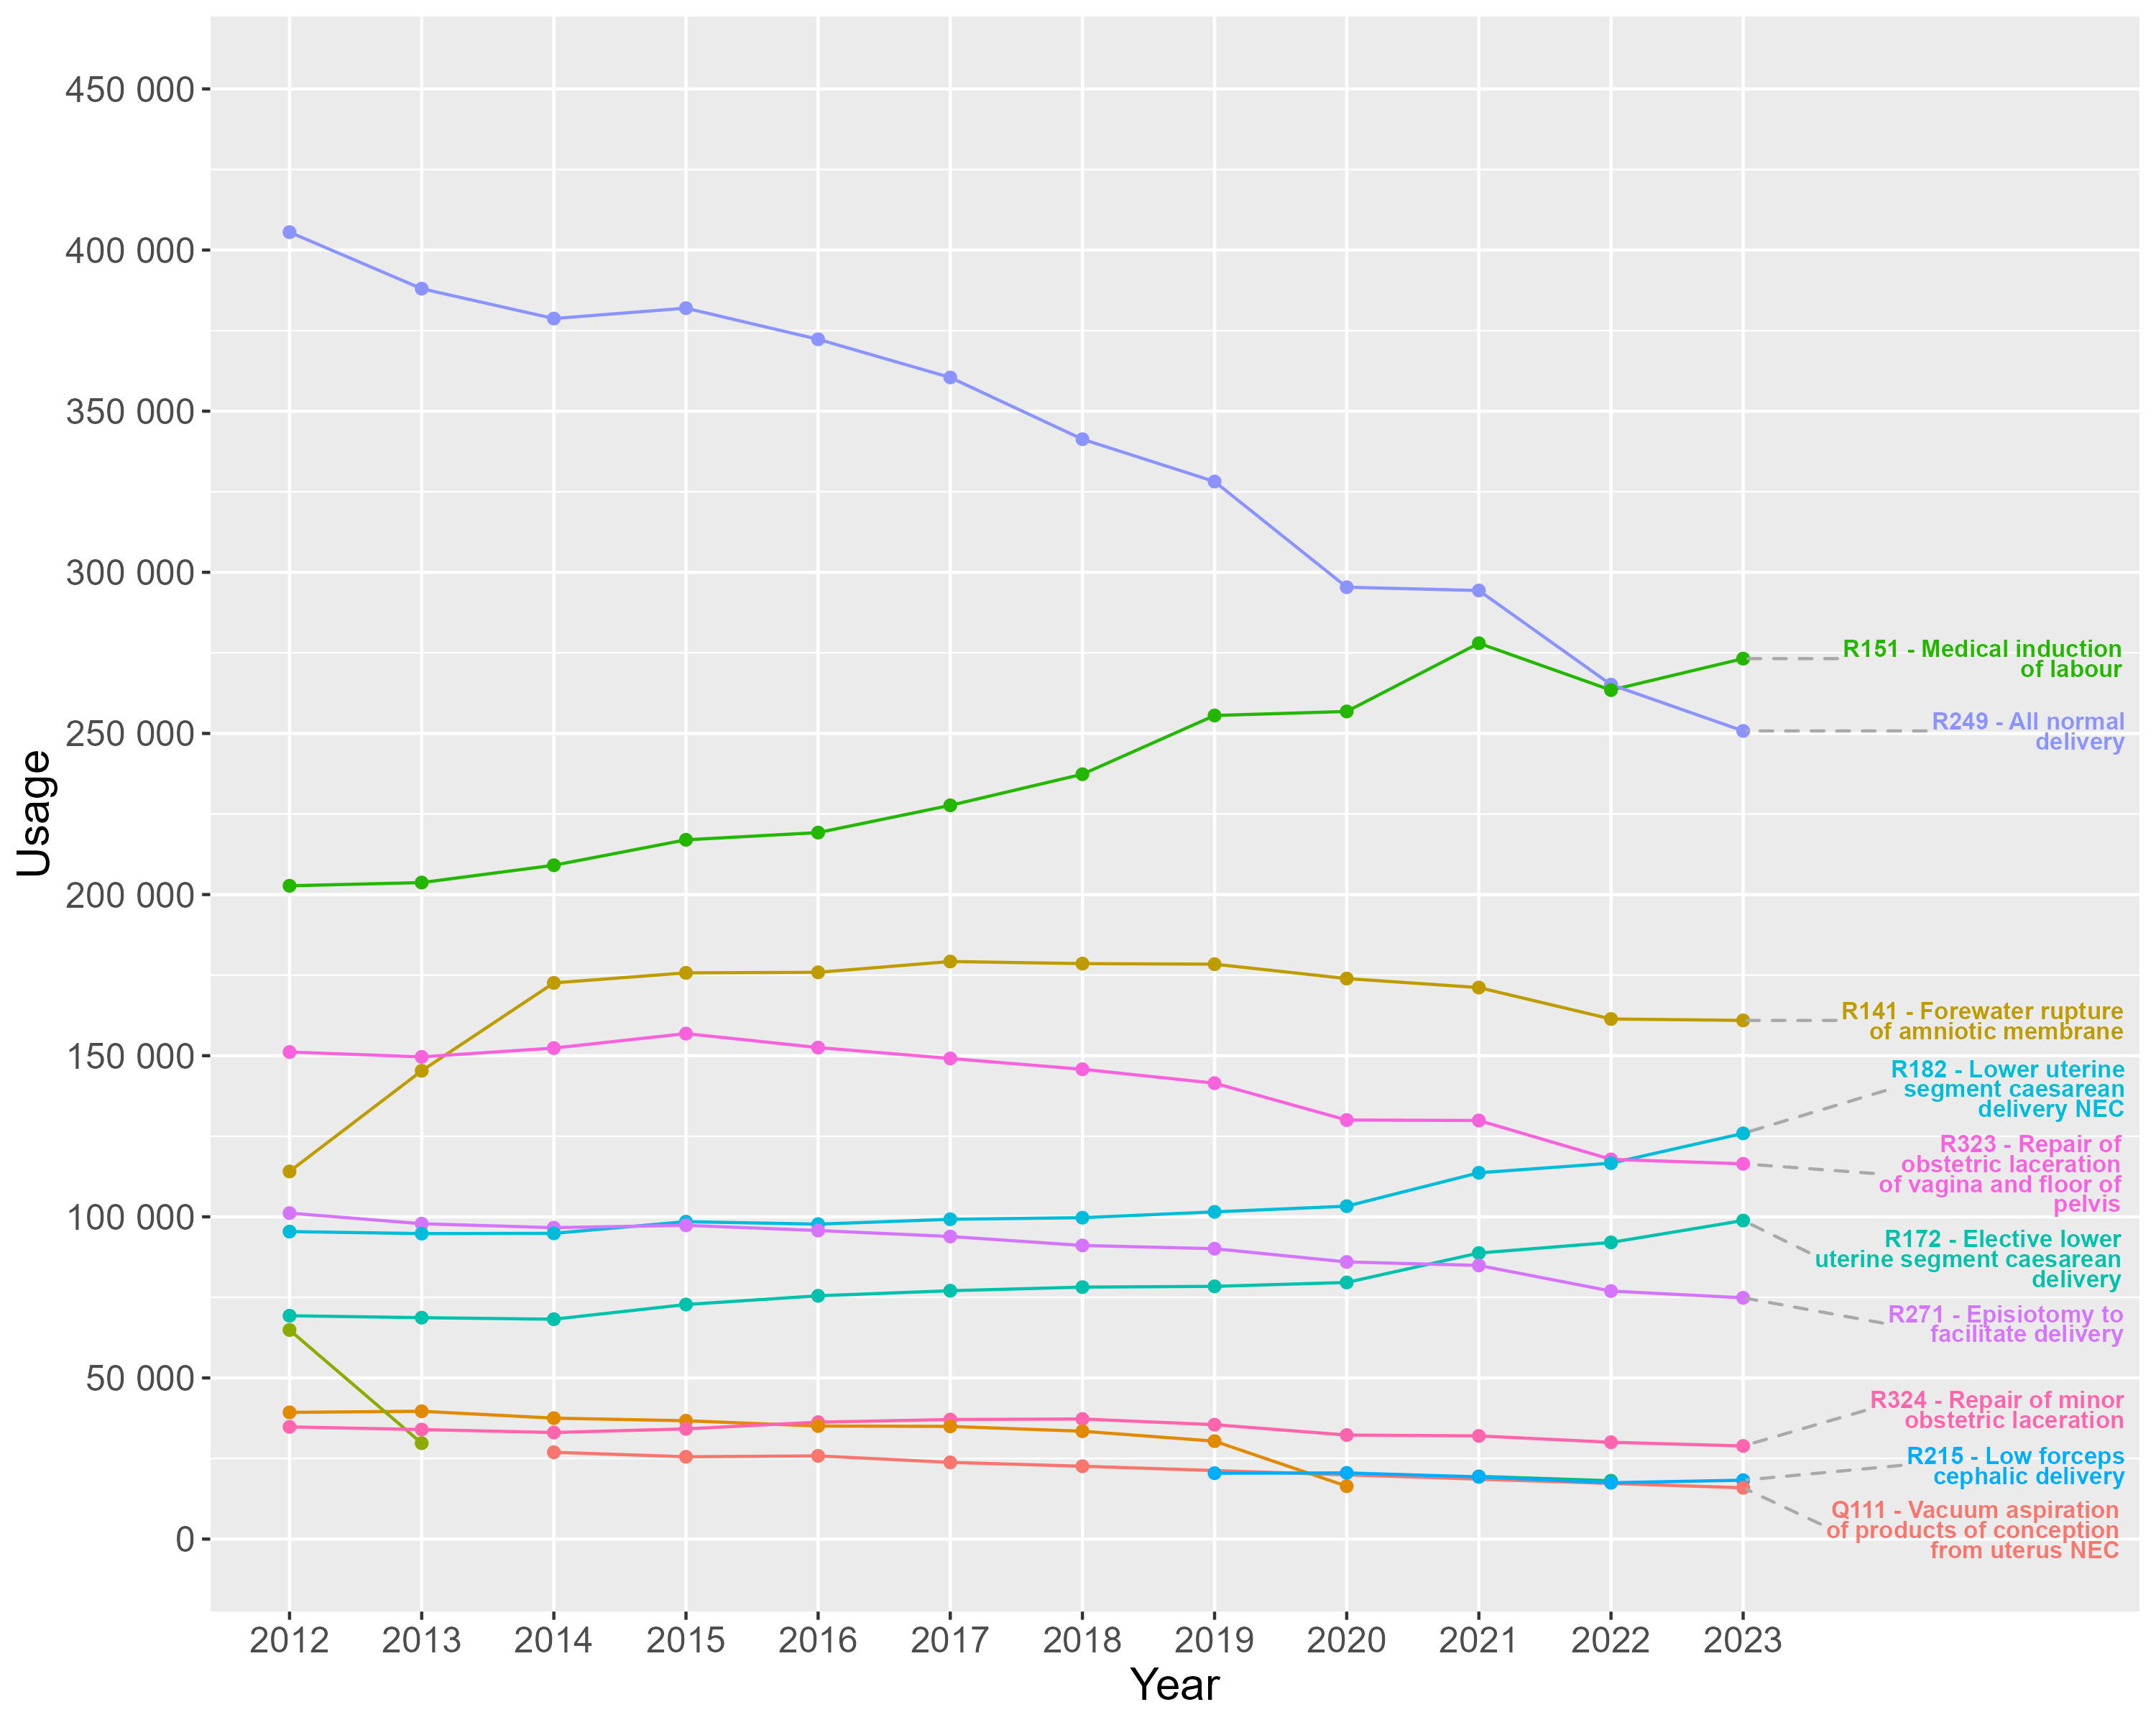 450 000
400 000
350 000
300 000
250 000
200 000
150 000
100 000
50 000
0
Usage
R151 - Medical induction
of labour
R249 - All normal
delivery
R141 - Forewater rupture
of amniotic membrane
R182 - Lower uterine
segment caesarean
delivery NEC
R323 - Repair of
obstetric laceration
of vagina and floor of
pelvis
R172 - Elective lower
uterine segment caesarean
delivery
R271 - Episiotomy to
facilitate delivery
R324 - Repair of minor
obstetric laceration
R215 - Low forceps
cephalic delivery
Q111 - Vacuum aspiration
of products of conception
from uterus NEC
2012 2013 2014 2015 2016 2017 2018 2019 2020 2021 2022 2023
Year